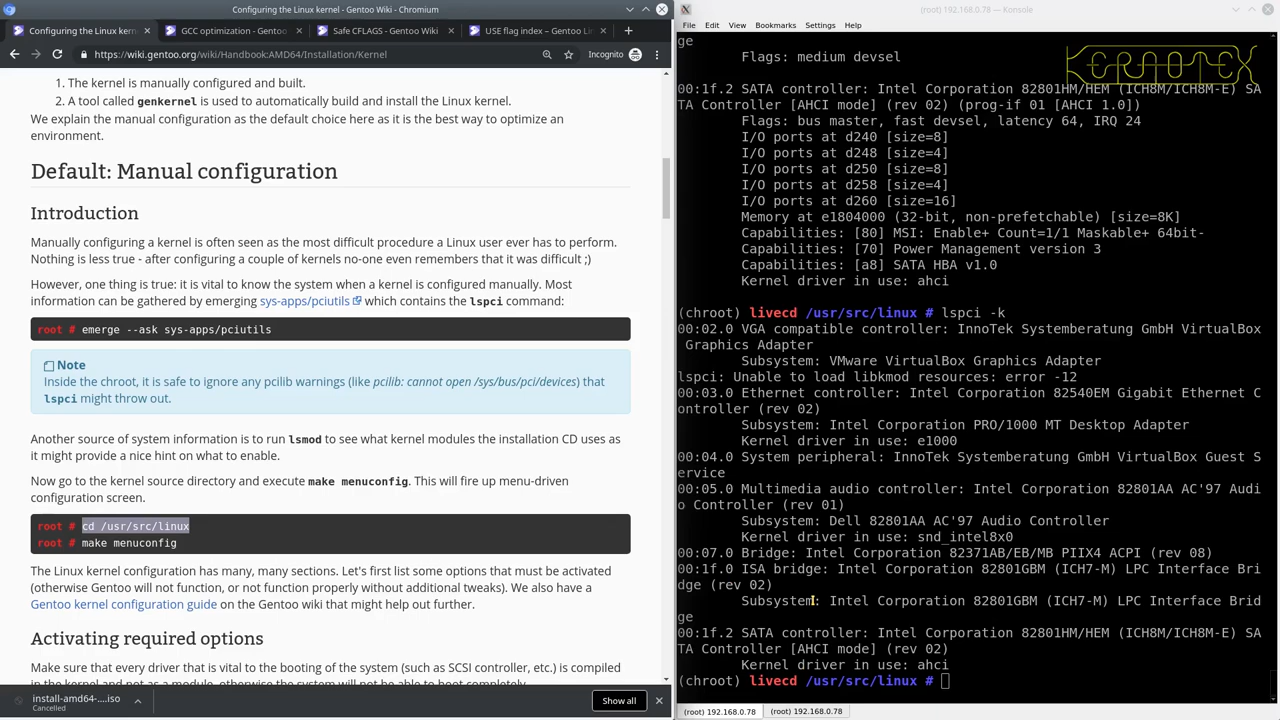 Configuring the Linux kernel - Gentoo Wiki - Chromium
Configuring the Linux kern
GCC optimization - Gentoo
Safe CFLAGS - Gentoo Wiki
USE flag index – Gentoo Lin
https://wiki.gentoo.org/wiki/Handbook:AMD64/Installation/Kernel
Incognito
1. The kernel is manually configured and built.
2. A tool called genkernel is used to automatically build and install the Linux kernel.
We explain the manual configuration as the default choice here as it is the best way to optimize an
environment.
Default: Manual configuration
Introduction
Manually configuring a kernel is often seen as the most difficult procedure a Linux user ever has to perform.
Nothing is less true - after configuring a couple of kernels no-one even remembers that it was difficult ;)
However, one thing is true: it is vital to know the system when a kernel is configured manually. Most
information can be gathered by emerging sys-apps/pciutils which contains the lspci command:
root # emerge --ask sys-apps/pciutils
Note
Inside the chroot, it is safe to ignore any pcilib warnings (like pcilib: cannot open /sys/bus/pci/devices) that
lspci might throw out.
Another source of system information is to run lsmod to see what kernel modules the installation CD uses as
it might provide a nice hint on what to enable.
Now go to the kernel source directory and execute make menuconfig. This will fire up menu-driven
configuration screen.
root # cd /usr/src/linux
root # make menuconfig
The Linux kernel configuration has many, many sections. Let's first list some options that must be activated
(otherwise Gentoo will not function, or not function properly without additional tweaks). We also have a
Gentoo kernel configuration guide on the Gentoo wiki that might help out further.
Activating required options
Make sure that every driver that is vital to the booting of the system (such as SCSI controller, etc.) is compiled
in the kernel and not as a module, otherwise the system will not be able to boot completely.
install-amd64-....iso
Cancelled
Show all
(root) 192.168.0.78 — Konsole
File Edit View Bookmarks Settings Help
ge
Flags: medium devsel
00:1f.2 SATA controller: Intel Corporation 82801HM/HEM (ICH8M/ICH8M-E) SA
TA Controller [AHCI mode] (rev 02) (prog-if 01 [AHCI 1.0])
Flags: bus master, fast devsel, latency 64, IRQ 24
I/O ports at d240 [size=8]
I/O ports at d248 [size=4]
I/O ports at d250 [size=8]
I/O ports at d258 [size=4]
I/O ports at d260 [size=16]
Memory at e1804000 (32-bit, non-prefetchable) [size=8K]
Capabilities: [80] MSI: Enable+ Count=1/1 Maskable+ 64bit-
Capabilities: [70] Power Management version 3
Capabilities: [a8] SATA HBA v1.0
Kernel driver in use: ahci
(chroot) livecd /usr/src/linux # lspci -k
00:02.0 VGA compatible controller: InnoTek Systemberatung GmbH VirtualBox
Graphics Adapter
Subsystem: VMware VirtualBox Graphics Adapter
lspci: Unable to load libkmod resources: error -12
00:03.0 Ethernet controller: Intel Corporation 82540EM Gigabit Ethernet C
ontroller (rev 02)
Subsystem: Intel Corporation PRO/1000 MT Desktop Adapter
Kernel driver in use: e1000
00:04.0 System peripheral: InnoTek Systemberatung GmbH VirtualBox Guest S
ervice
00:05.0 Multimedia audio controller: Intel Corporation 82801AA AC'97 Audi
o Controller (rev 01)
Subsystem: Dell 82801AA AC'97 Audio Controller
Kernel driver in use: snd_intel8x0
00:07.0 Bridge: Intel Corporation 82371AB/EB/MB PIIX4 ACPI (rev 08)
00:1f.0 ISA bridge: Intel Corporation 82801GBM (ICH7-M) LPC Interface Bri
dge (rev 02)
Subsystem: Intel Corporation 82801GBM (ICH7-M) LPC Interface Brid
ge
00:1f.2 SATA controller: Intel Corporation 82801HM/HEM (ICH8M/ICH8M-E) SA
TA Controller [AHCI mode] (rev 02)
Kernel driver in use: ahci
(chroot) livecd /usr/src/linux #
(root) 192.168.0.78
(root) 192.168.0.78